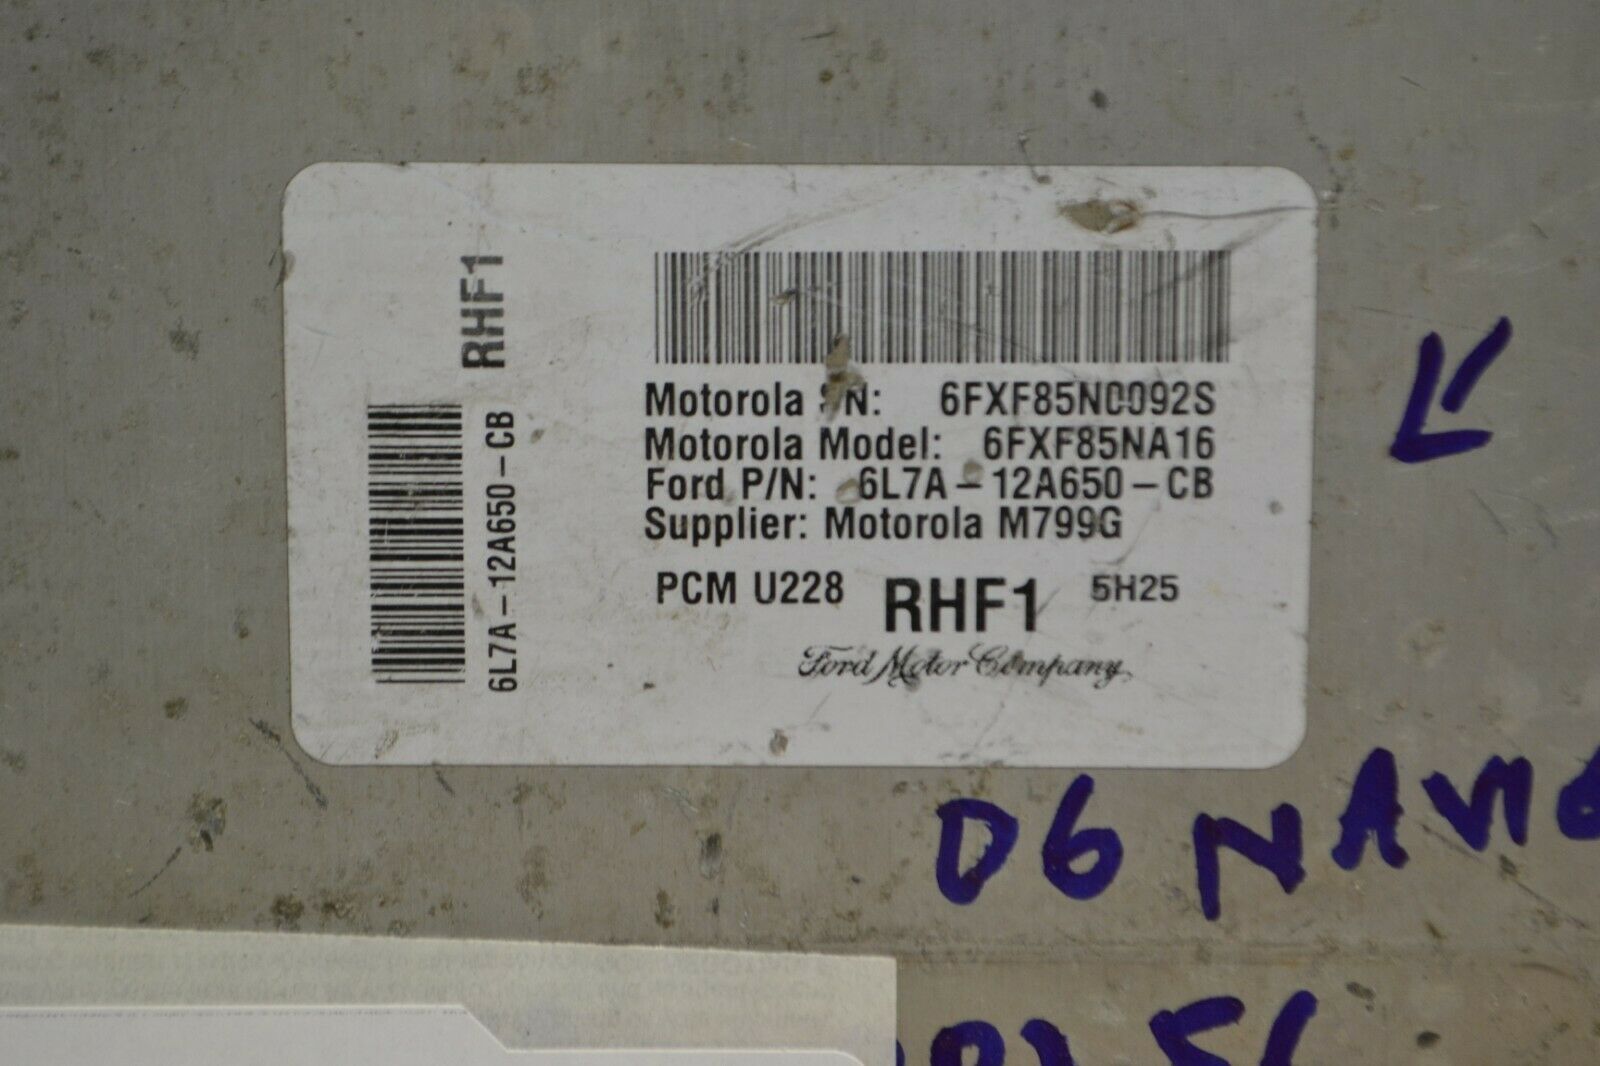 RHF1
6L7A-12A650-CB
Motorola S/N: 6FXF85N0092S
Motorola Model: 6FXF85NA16
Ford P/N: 6L7A-12A650-CB
Supplier: Motorola M799G
PCM U228 RHF1 5H25
Ford Motor Company
06 NAVIG